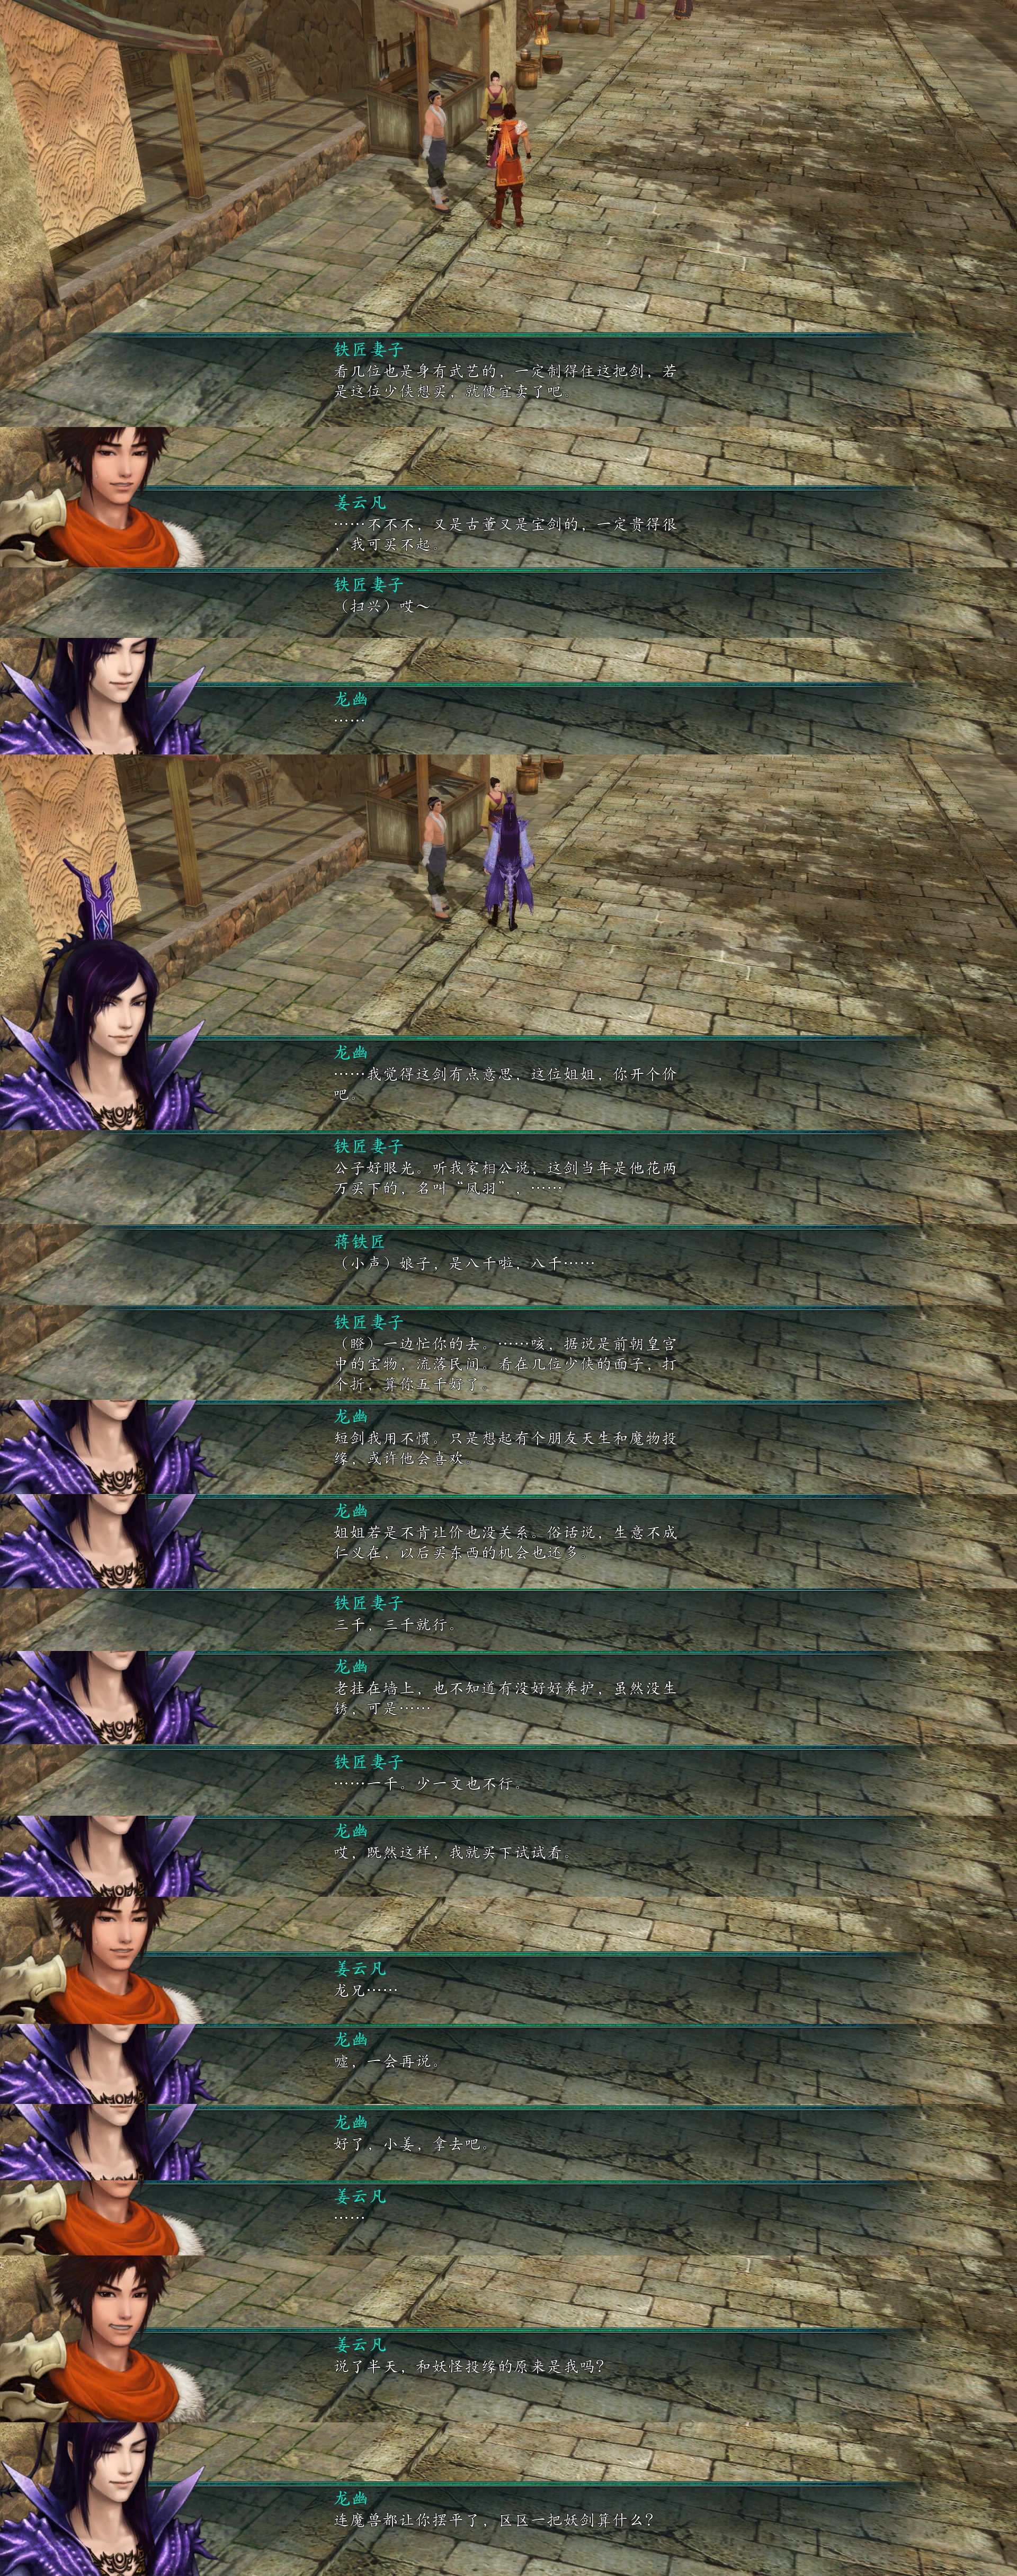 铁匠妻子
看几位也是身有武艺的，一定制得住这把剑，若
是这位少侠想买，就便宜卖了吧。
姜云凡
……不不不，又是古董又是宝剑的，一定贵得很
，我可买不起。
铁匠妻子
（扫兴）哎～
龙幽
……
龙幽
……我觉得这剑有点意思，这位姐姐，你开个价
吧。
铁匠妻子
公子好眼光。听我家相公说，这剑当年是他花两
万买下的，名叫“凤羽”，……
蒋铁匠
（小声）娘子，是八千啦，八千……
铁匠妻子
（瞪）一边忙你的去。……咳，据说是前朝皇宫
中的宝物，流落民间。看在几位少侠的面子，打
个折，算你五千好了。
龙幽
短剑我用不惯。只是想起有个朋友天生和魔物投
缘，或许他会喜欢
龙幽
姐姐若是不肯让价也没关系。俗话说，生意不成
仁义在，以后买东西的机会也还多
铁匠妻子
三千，三千就行。
龙幽
老挂在墙上，也不知道有没好好养护，虽然没生
锈，可是……
铁匠妻子
……一千。少一文也不行。
龙幽
哎，既然这样，我就买下试试看。
姜云凡
龙兄……
龙幽
嘘，一会再说。
龙幽
好了，小姜，拿去吧。
姜云凡
……
姜云凡
说了半天，和妖怪投缘的原来是我吗？
龙幽
连魔兽都让你摆平了，区区一把妖剑算什么？